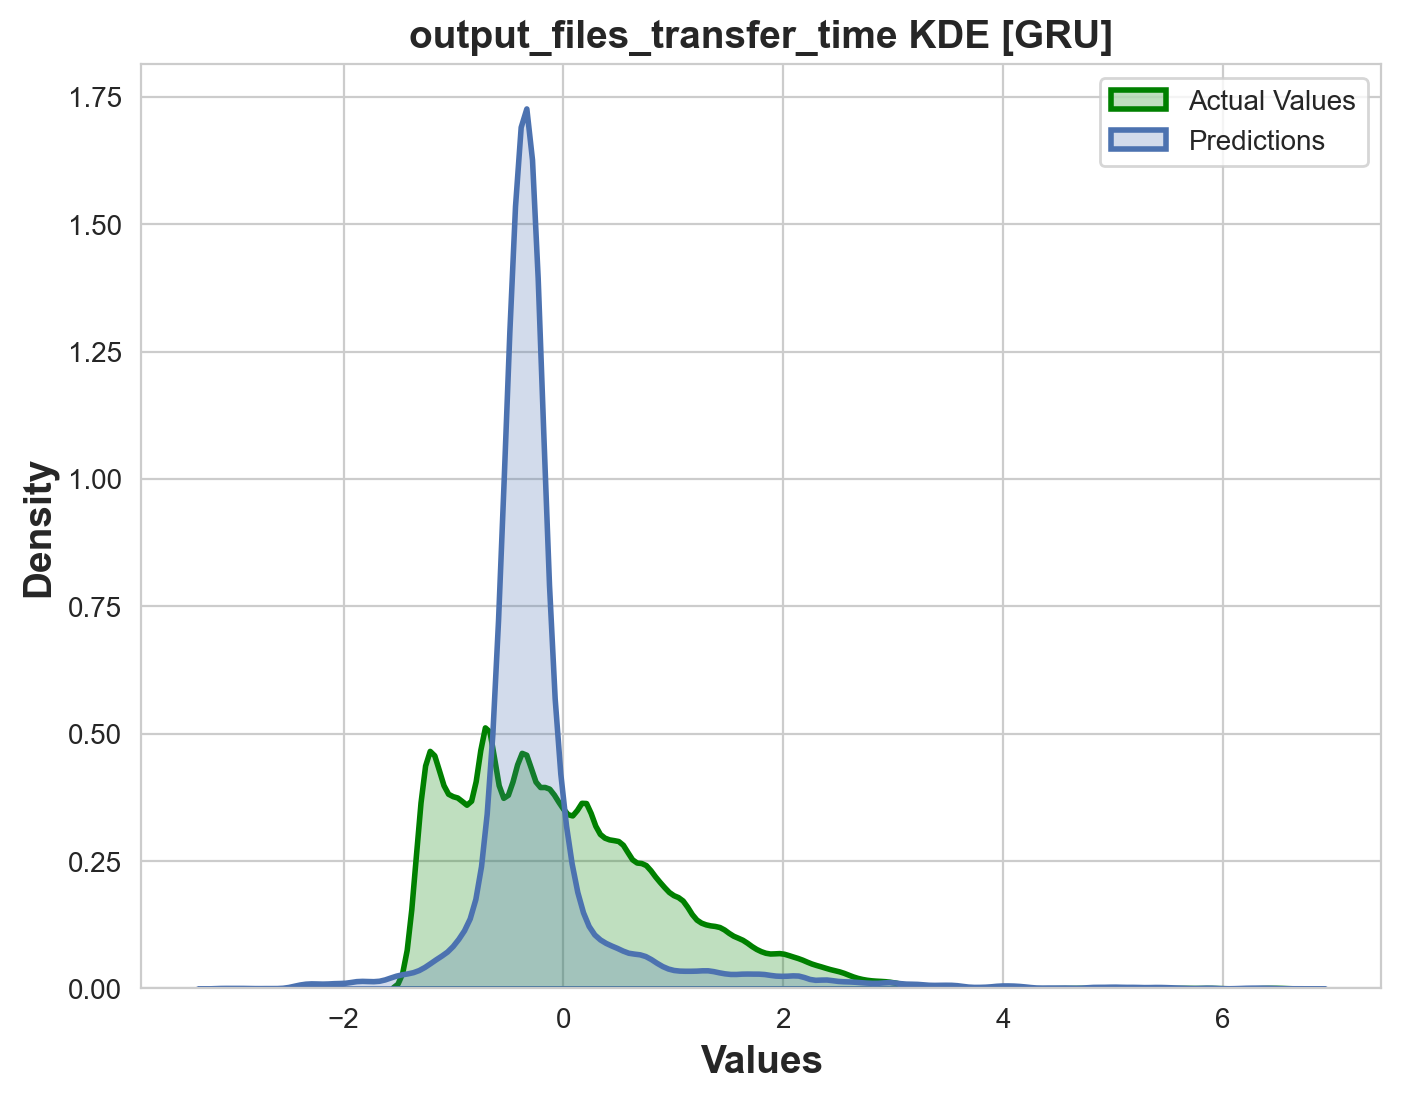 output_files_transfer_time KDE [GRU]
Actual Values
Predictions
1.75
1.50
1.25
1.00
0.75
0.50
0.25
0.00
Density
−2 0 2 4 6
Values